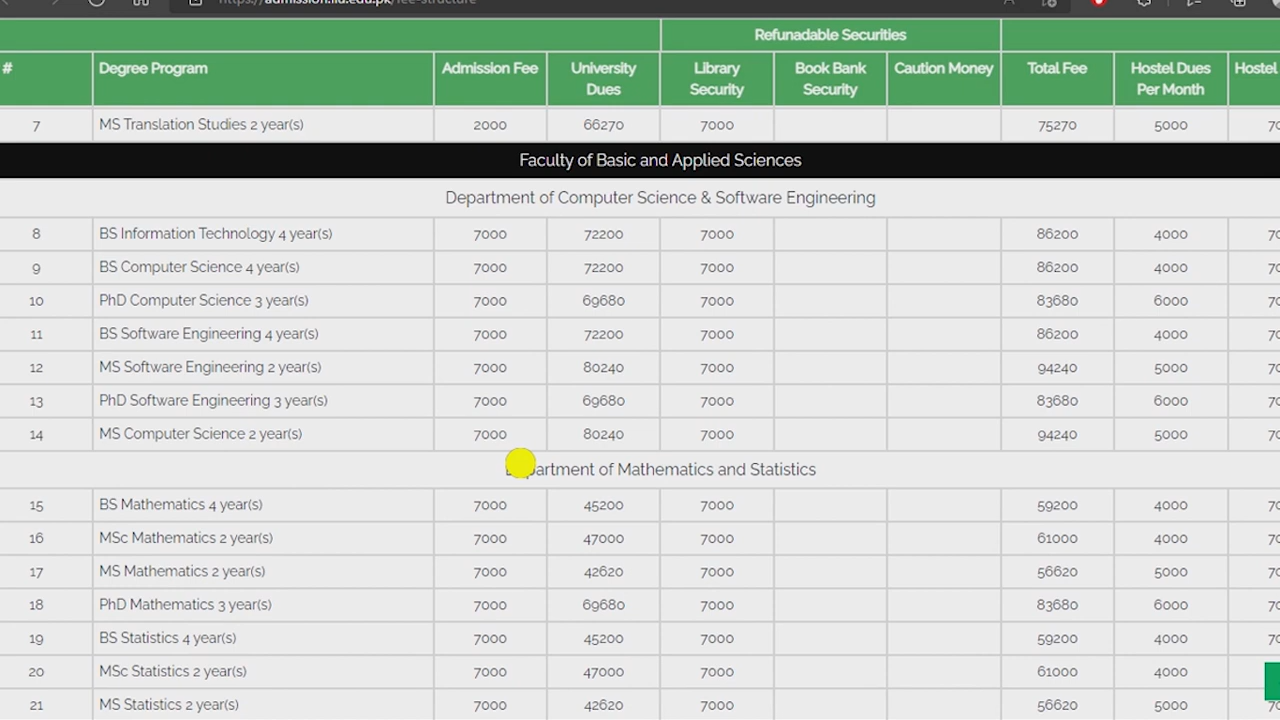 https://admission.iiu.edu.pk/fee-structure
Refunadable Securities
# Degree Program Admission Fee University Dues Library Security Book Bank Security Caution Money Total Fee Hostel Dues Per Month Hostel
7 MS Translation Studies 2 year(s) 2000 66270 7000 75270 5000
Faculty of Basic and Applied Sciences
Department of Computer Science & Software Engineering
8 BS Information Technology 4 year(s) 7000 72200 7000 86200 4000
9 BS Computer Science 4 year(s) 7000 72200 7000 86200 4000
10 PhD Computer Science 3 year(s) 7000 69680 7000 83680 6000
11 BS Software Engineering 4 year(s) 7000 72200 7000 86200 4000
12 MS Software Engineering 2 year(s) 7000 80240 7000 94240 5000
13 PhD Software Engineering 3 year(s) 7000 69680 7000 83680 6000
14 MS Computer Science 2 year(s) 7000 80240 7000 94240 5000
Department of Mathematics and Statistics
15 BS Mathematics 4 year(s) 7000 45200 7000 59200 4000
16 MSc Mathematics 2 year(s) 7000 47000 7000 61000 4000
17 MS Mathematics 2 year(s) 7000 42620 7000 56620 5000
18 PhD Mathematics 3 year(s) 7000 69680 7000 83680 6000
19 BS Statistics 4 year(s) 7000 45200 7000 59200 4000
20 MSc Statistics 2 year(s) 7000 47000 7000 61000 4000
21 MS Statistics 2 year(s) 7000 42620 7000 56620 5000